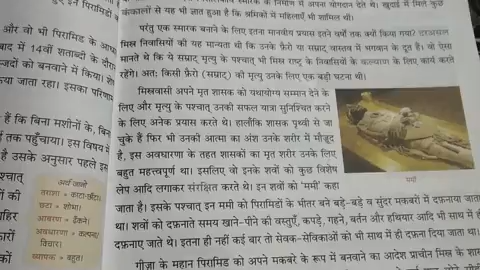 कंकालों से यह भी ज्ञात हुआ है कि श्रमिकों में महिलाएँ भी शामिल थीं।
परंतु एक स्मारक बनाने के लिए इतना मानवीय प्रयास इतने वर्षों तक क्यों किया गया? दरअसल
मिस्र निवासियों की यह मान्यता थी कि उनके फ़ैरो या सम्राट वास्तव में भगवान के दूत हैं। वो ऐसा
मानते थे कि ये सम्राट् मृत्यु के पश्चात् भी मिस्र राष्ट्र के निवासियों के कल्याण के लिए कार्य करते
रहेंगे। अत: किसी फ़ैरो (सम्राट्) की मृत्यु उनके लिए एक बड़ी घटना थी।
मिस्रवासी अपने मृत शासक को यथायोग्य सम्मान देने के
लिए और मृत्यु के पश्चात् उनकी सफल यात्रा सुनिश्चित करने
के लिए अनेक प्रयास करते थे। हालाँकि शासक पृथ्वी से जा
चुके हैं फिर भी उनकी आत्मा का अंश उनके शरीर में मौजूद
है, इस अवधारणा के तहत शासकों का मृत शरीर उनके लिए
बहुत महत्वपूर्ण था। इसलिए वो इनके शवों को कुछ विशेष
लेप आदि लगाकर संरक्षित करते थे। इन शवों को 'ममी' कहा
जाता है। इसके पश्चात् इन ममी को पिरामिडों के भीतर बने बड़े-बड़े व सुंदर मकबरों में दफ़नाया जाता
था। शवों को दफ़नाते समय खाने-पीने की वस्तुएँ, कपड़े, गहने, बर्तन और हथियार आदि भी साथ में ही
दफ़नाए जाते थे। इतना ही नहीं कई बार तो सेवक-सेविकाओं को भी साथ में ही दफ़ना दिया जाता था।
गीज़ा के महान पिरामिड को अपने मकबरे के रूप में बनवाने का आदेश प्राचीन मिस्र के शासक
ममी
और वो भी पिरामिड के
बाद में 14वीं शताब्दी के दौरान
को बनवाने में किया।
जाता रहा। इसका परिणाम
हैं कि बिना मशीनों के, बिना
तक पहुँचाया। इस विषय में
है उसके अनुसार पहले इस
अर्थ जानो
तराशा = काटा-छाँटा।
छटा = शोभा।
आवरण = ढँकने।
अवधारणा = कल्पना/
विचार।
व्यापक = बहुत।